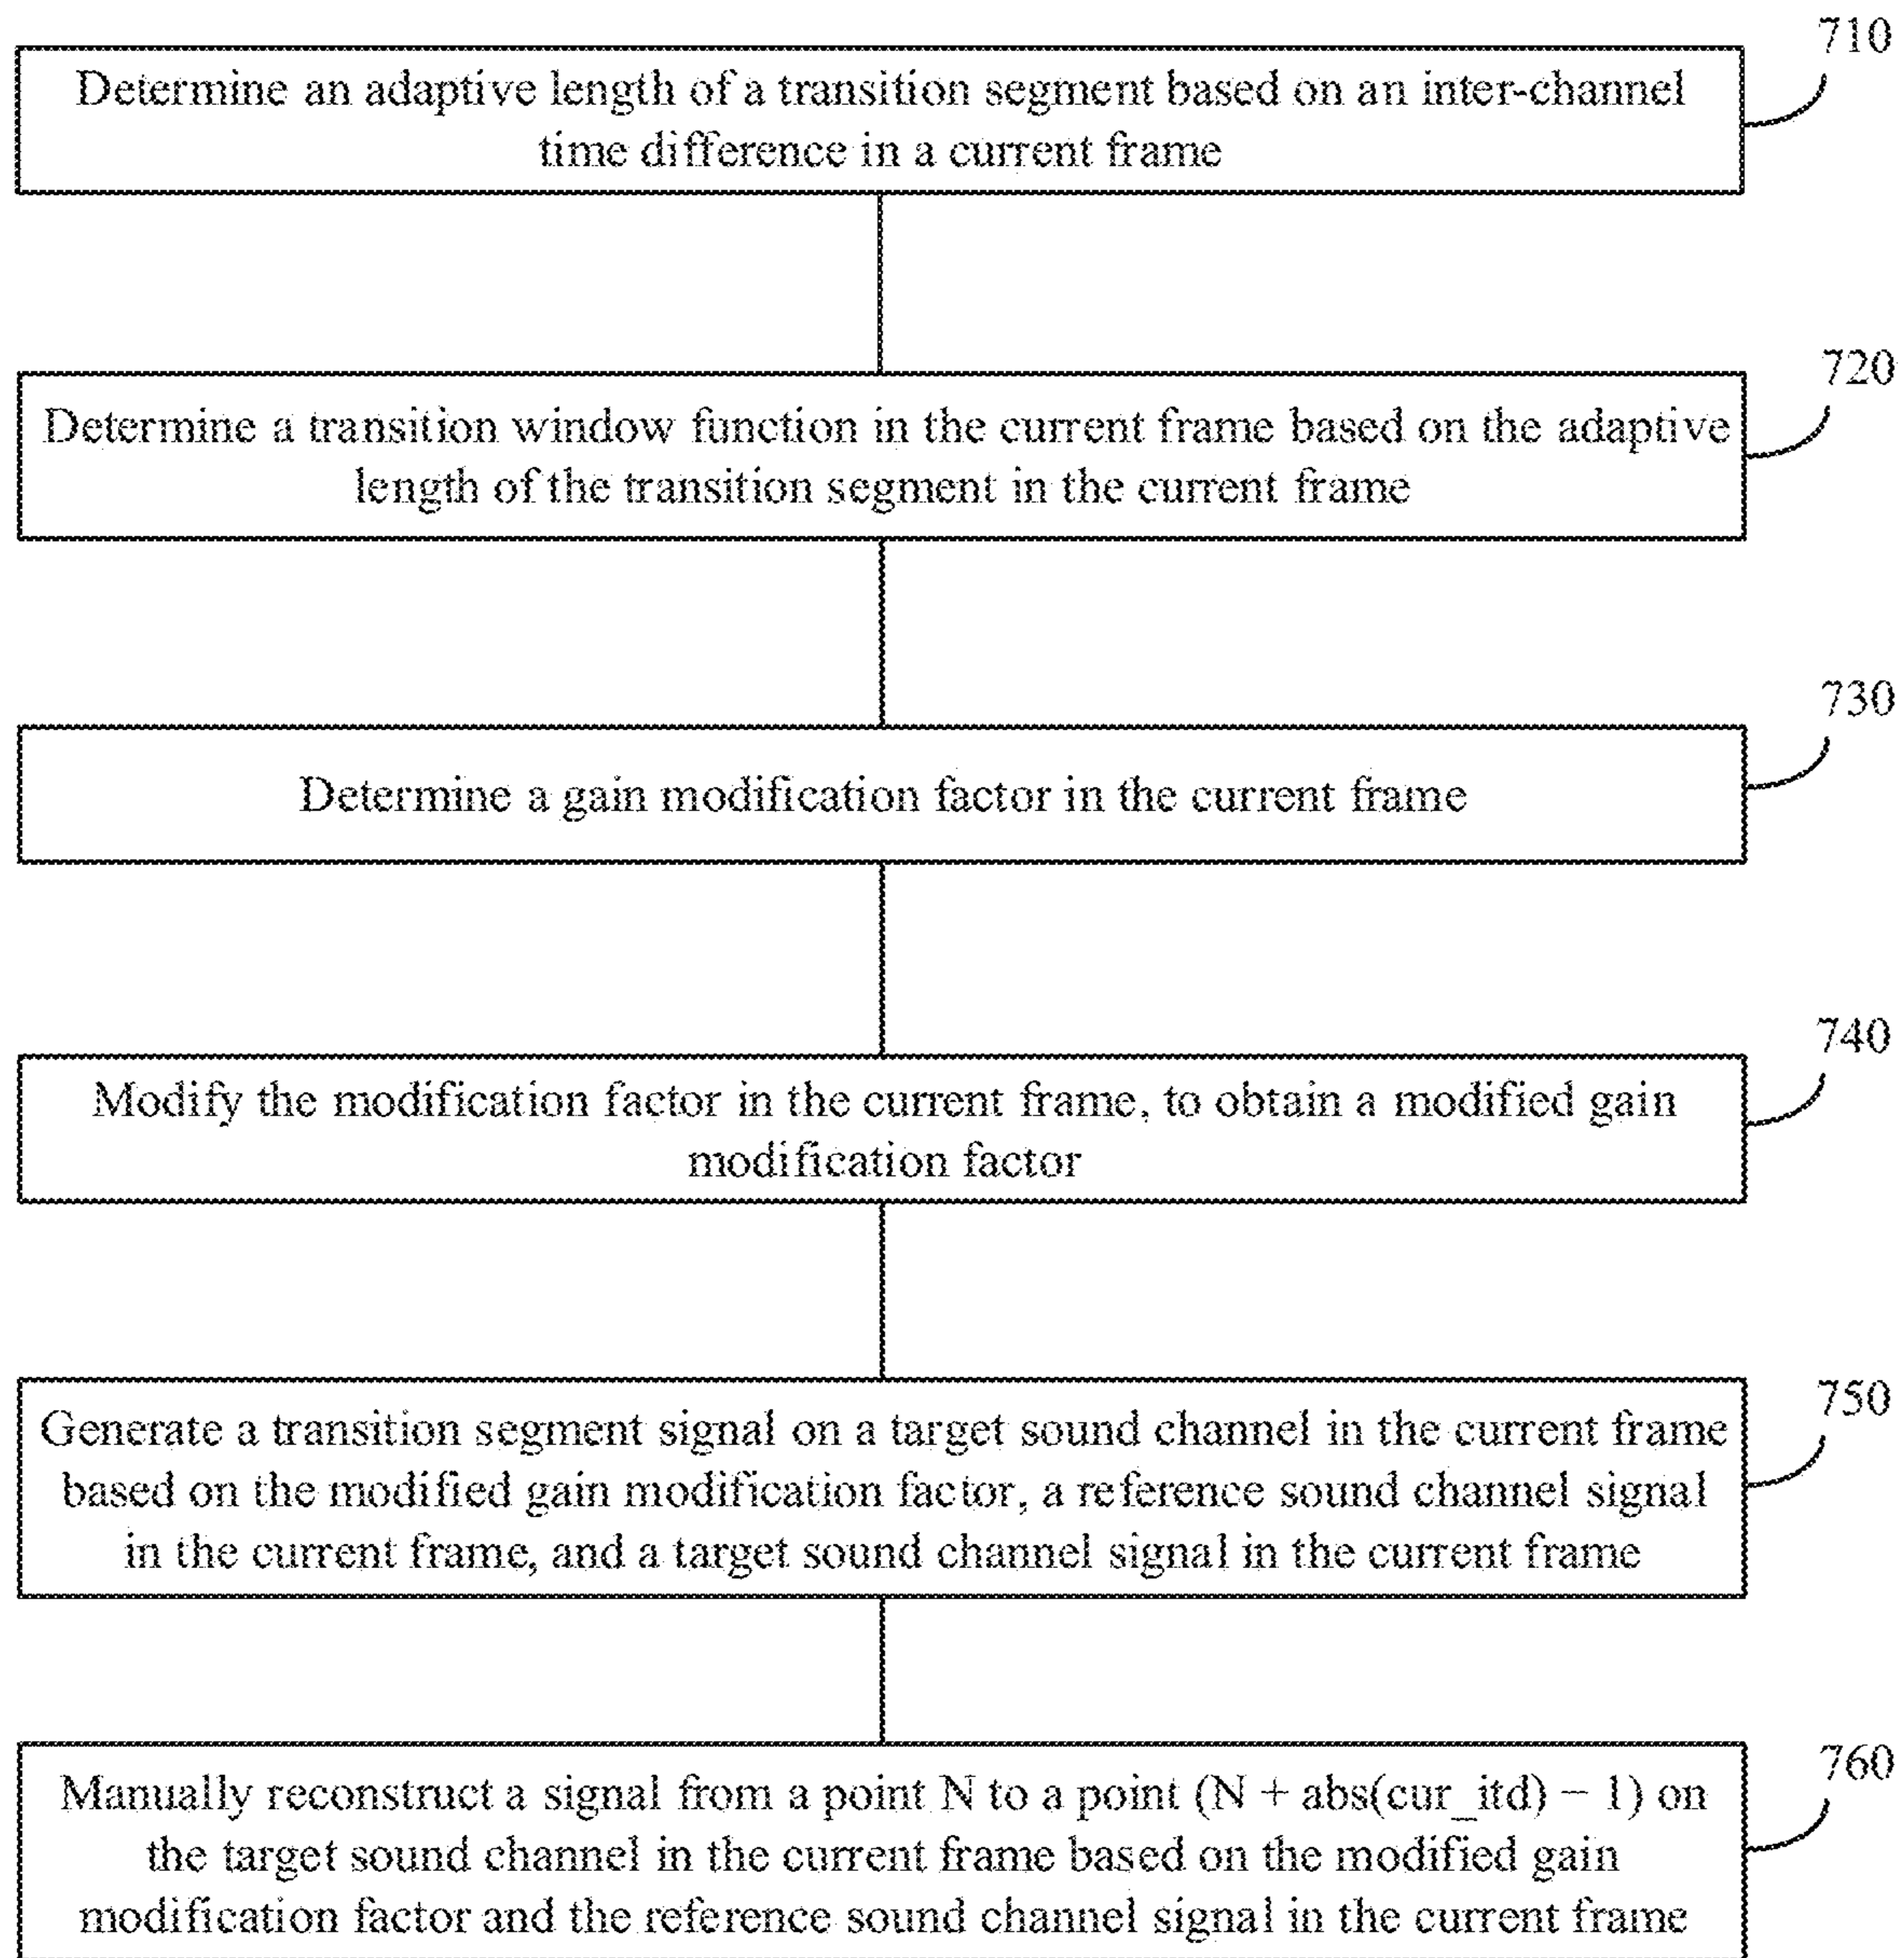 710
Determine an adaptive length of a transition segment based on an inter-channel
time difference in a current frame
720
Determine a transition window function in the current frame based on the adaptive
length of the transition segment in the current frame
730
Determine a gain modification factor in the current frame
740
Modify the modification factor in the current frame, to obtain a modified gain
modification factor
750
Generate a transition segment signal on a target sound channel in the current frame
based on the modified gain modification factor, a reference sound channel signal
in the current frame, and a target sound channel signal in the current frame
760
Manually reconstruct a signal from a point N to a point (N + abs(cur_itd) − 1) on
the target sound channel in the current frame based on the modified gain
modification factor and the reference sound channel signal in the current frame